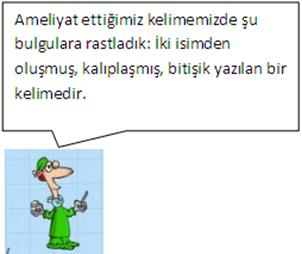 Ameliyat ettiğimiz kelimemizde şu
bulgulara rastladık: İki isimden
oluşmuş, kalıplaşmış, bitişik yazılan bir
kelimedir.